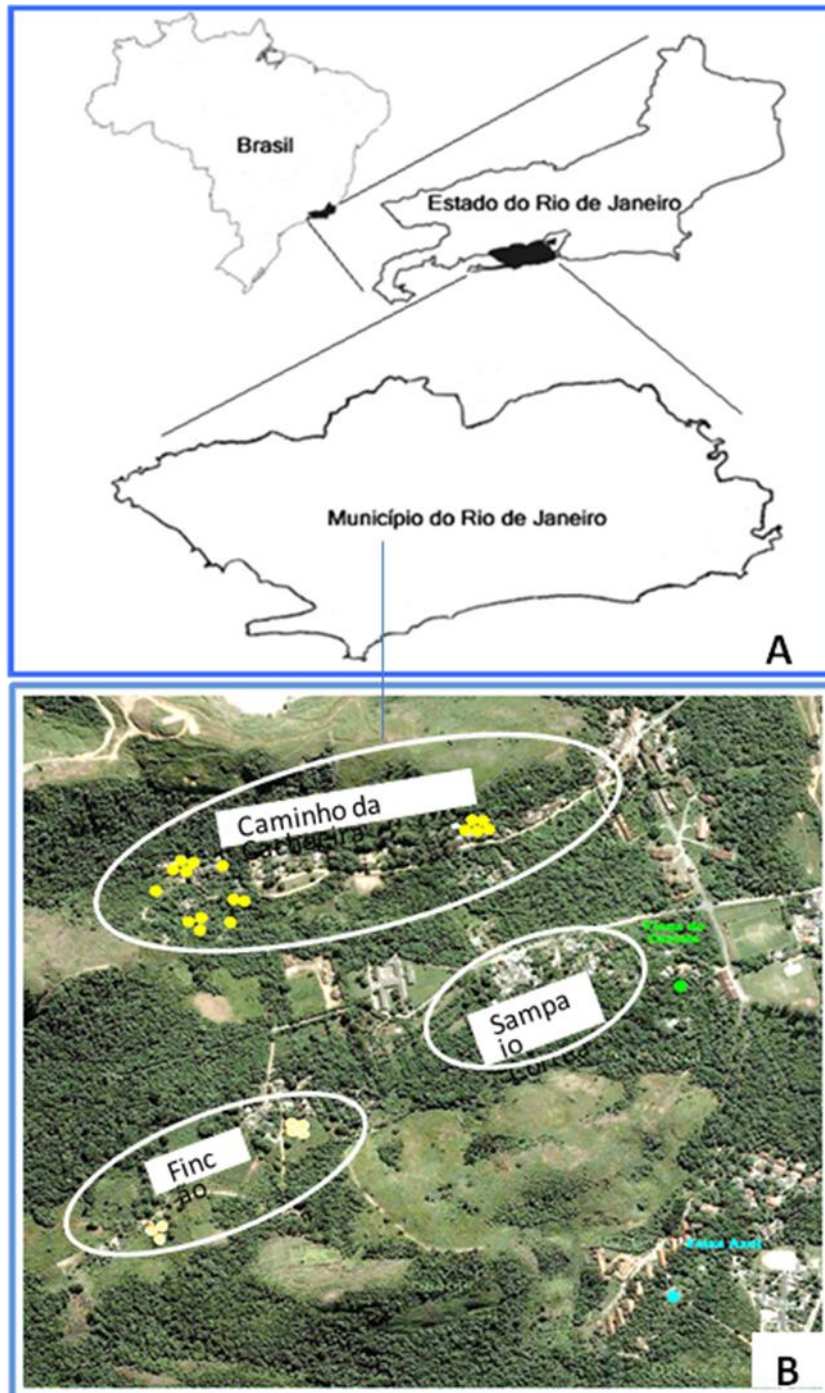 Brasil
Estado do Rio de Janeiro
Município do Rio de Janeiro
A
Caminho da
Sampa
io
Finc
ão
B